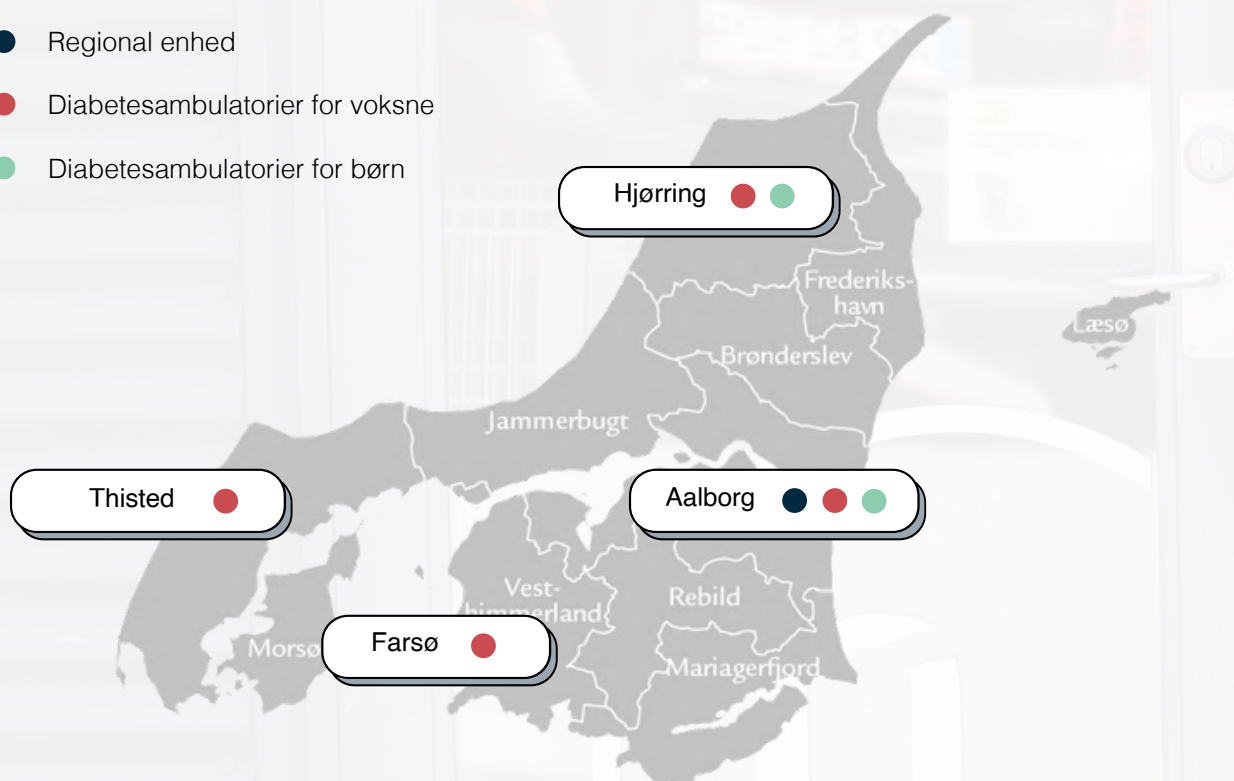 Regional enhed
Diabetesambulatorier for voksne
Diabetesambulatorier for børn
Hjørring
Frederiks-
havn
Læsø
Brønderslev
Jammerbugt
Thisted
Aalborg
Vest-
himmerland
Rebild
Farsø
Morsø
Mariagerfjord